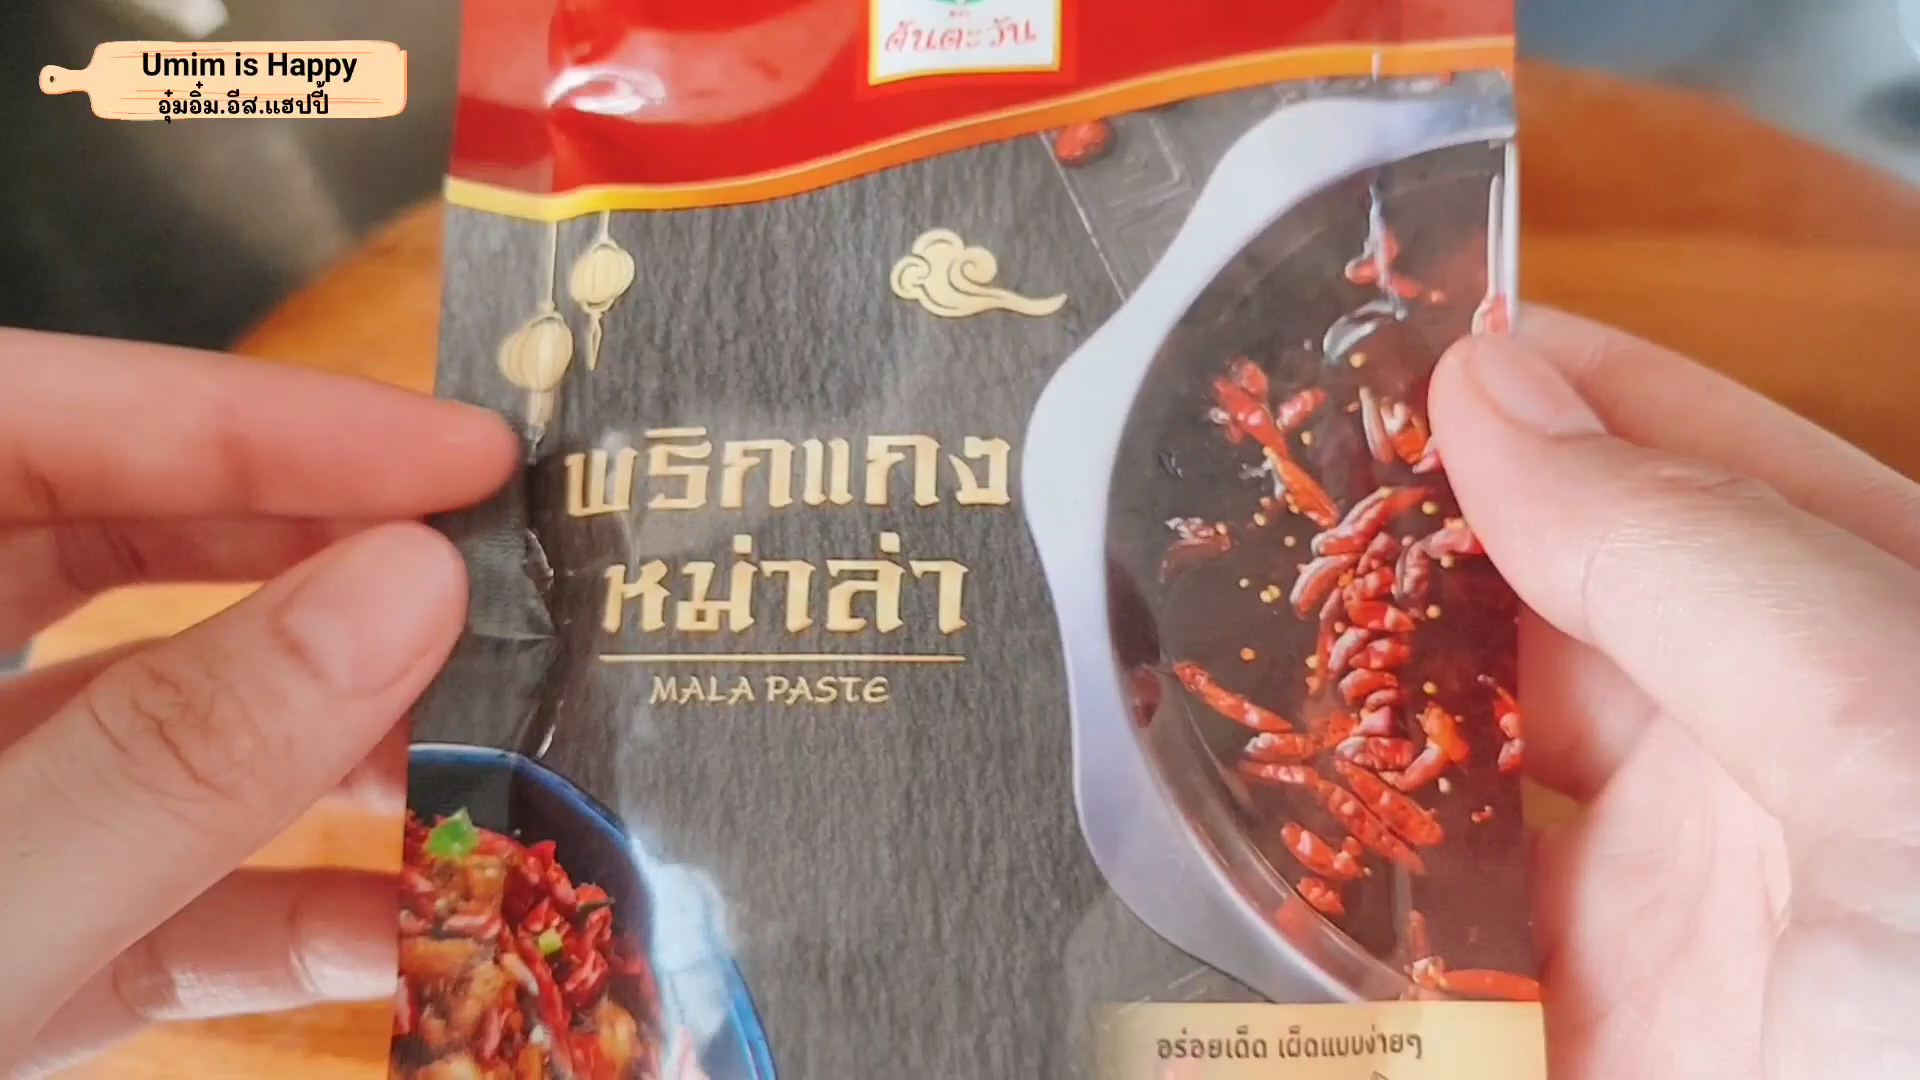 Umim is Happy
อุ๋มอิ๋ม.อีส.แฮปปี้
ตันตะวัน
พริกแกง
หม่าล่า
MALA PASTE
อร่อยเด็ด เผ็ดแบบง่ายๆ